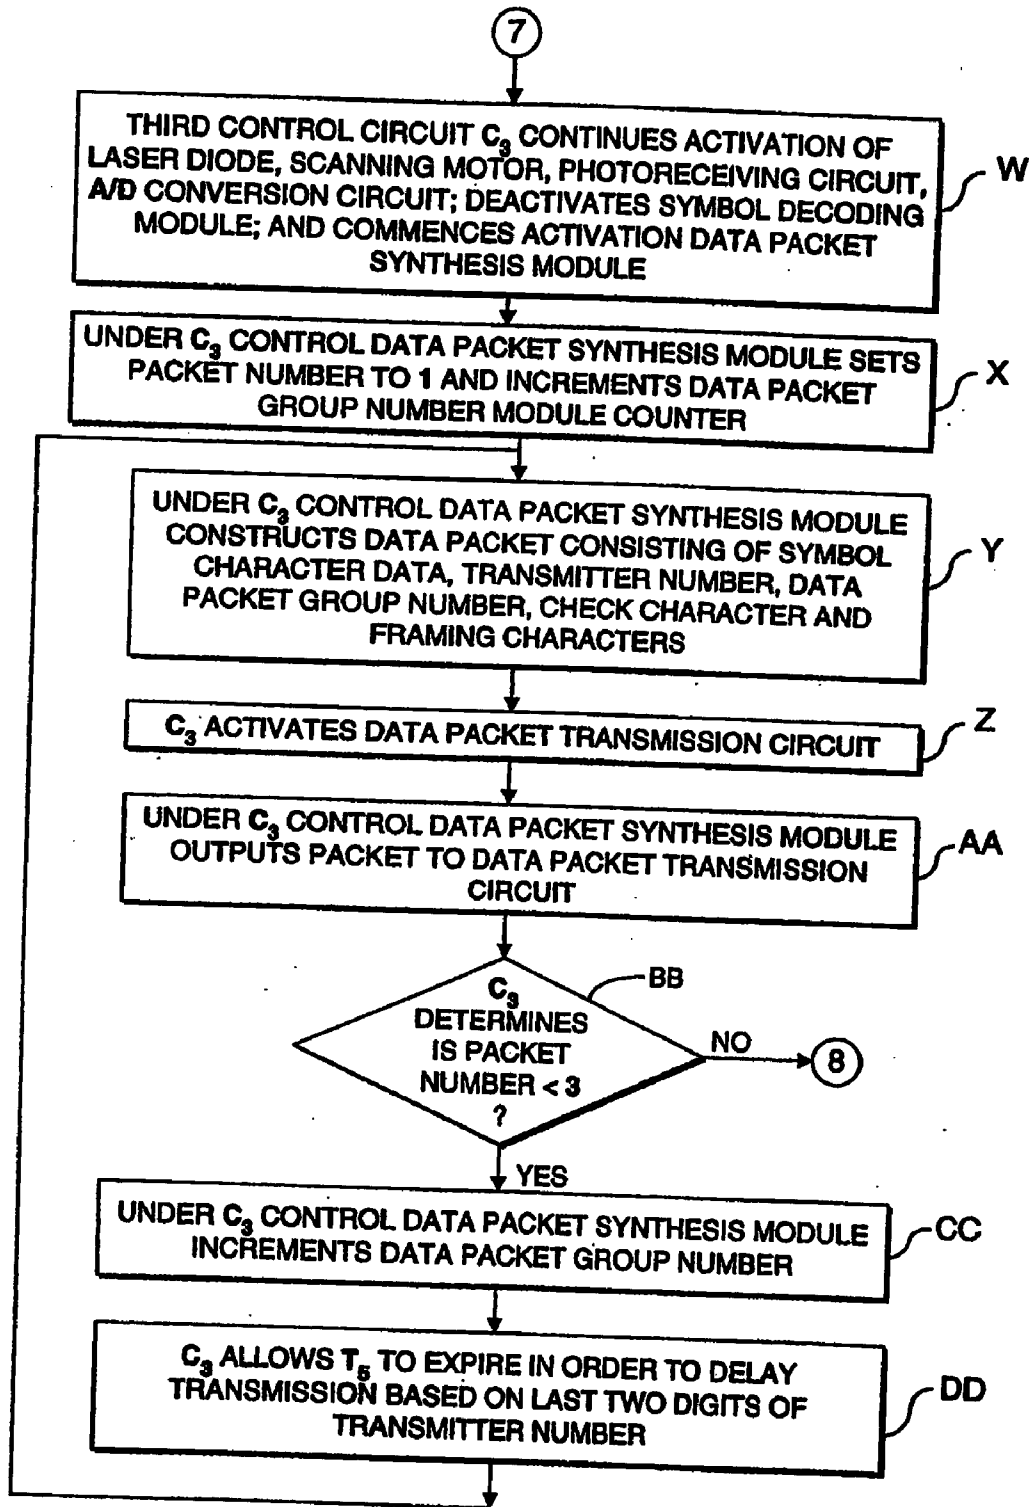 7
THIRD CONTROL CIRCUIT C₃ CONTINUES ACTIVATION OF
LASER DIODE, SCANNING MOTOR, PHOTORECEIVING CIRCUIT,
A/D CONVERSION CIRCUIT; DEACTIVATES SYMBOL DECODING
MODULE; AND COMMENCES ACTIVATION DATA PACKET
SYNTHESIS MODULE
W
UNDER C₃ CONTROL DATA PACKET SYNTHESIS MODULE SETS
PACKET NUMBER TO 1 AND INCREMENTS DATA PACKET
GROUP NUMBER MODULE COUNTER
X
UNDER C₃ CONTROL DATA PACKET SYNTHESIS MODULE
CONSTRUCTS DATA PACKET CONSISTING OF SYMBOL
CHARACTER DATA, TRANSMITTER NUMBER, DATA
PACKET GROUP NUMBER, CHECK CHARACTER AND
FRAMING CHARACTERS
Y
C₃ ACTIVATES DATA PACKET TRANSMISSION CIRCUIT
Z
UNDER C₃ CONTROL DATA PACKET SYNTHESIS MODULE
OUTPUTS PACKET TO DATA PACKET TRANSMISSION
CIRCUIT
AA
C₃
DETERMINES
IS PACKET
NUMBER < 3
?
BB
NO
8
YES
UNDER C₃ CONTROL DATA PACKET SYNTHESIS MODULE
INCREMENTS DATA PACKET GROUP NUMBER
CC
C₃ ALLOWS T₅ TO EXPIRE IN ORDER TO DELAY
TRANSMISSION BASED ON LAST TWO DIGITS OF
TRANSMITTER NUMBER
DD